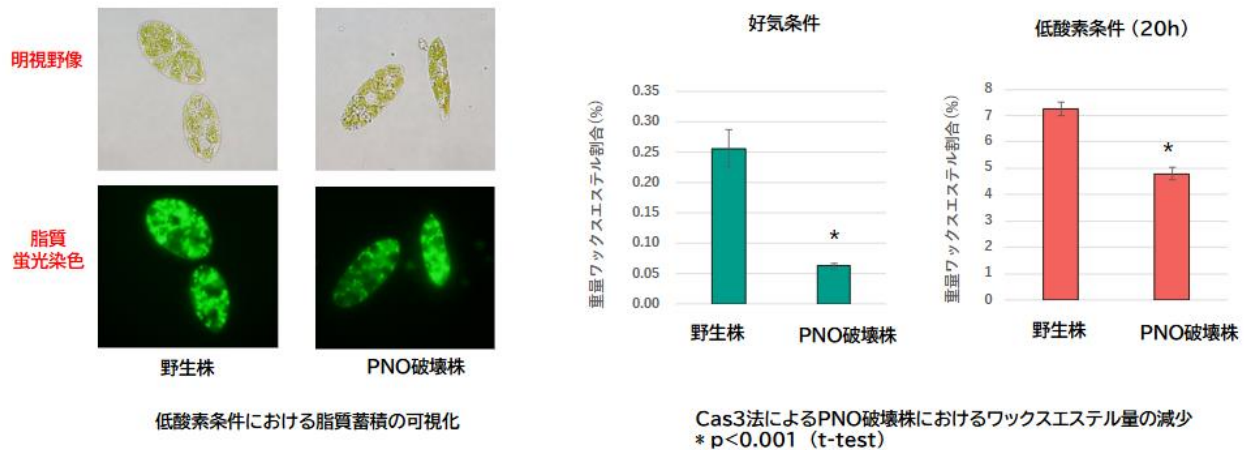 明視野像
脂質
蛍光染色
野生株
PNO破壊株
低酸素条件における脂質蓄積の可視化
好気条件
重量ワックスエステル割合(%)
0.35
0.30
0.25
0.20
0.15
0.10
0.05
0.00
*
野生株
PNO破壊株
低酸素条件 (20h)
重量ワックスエステル割合(%)
8
7
6
5
4
3
2
1
0
*
野生株
PNO破壊株
Cas3法によるPNO破壊株におけるワックスエステル量の減少
* p<0.001 (t-test)